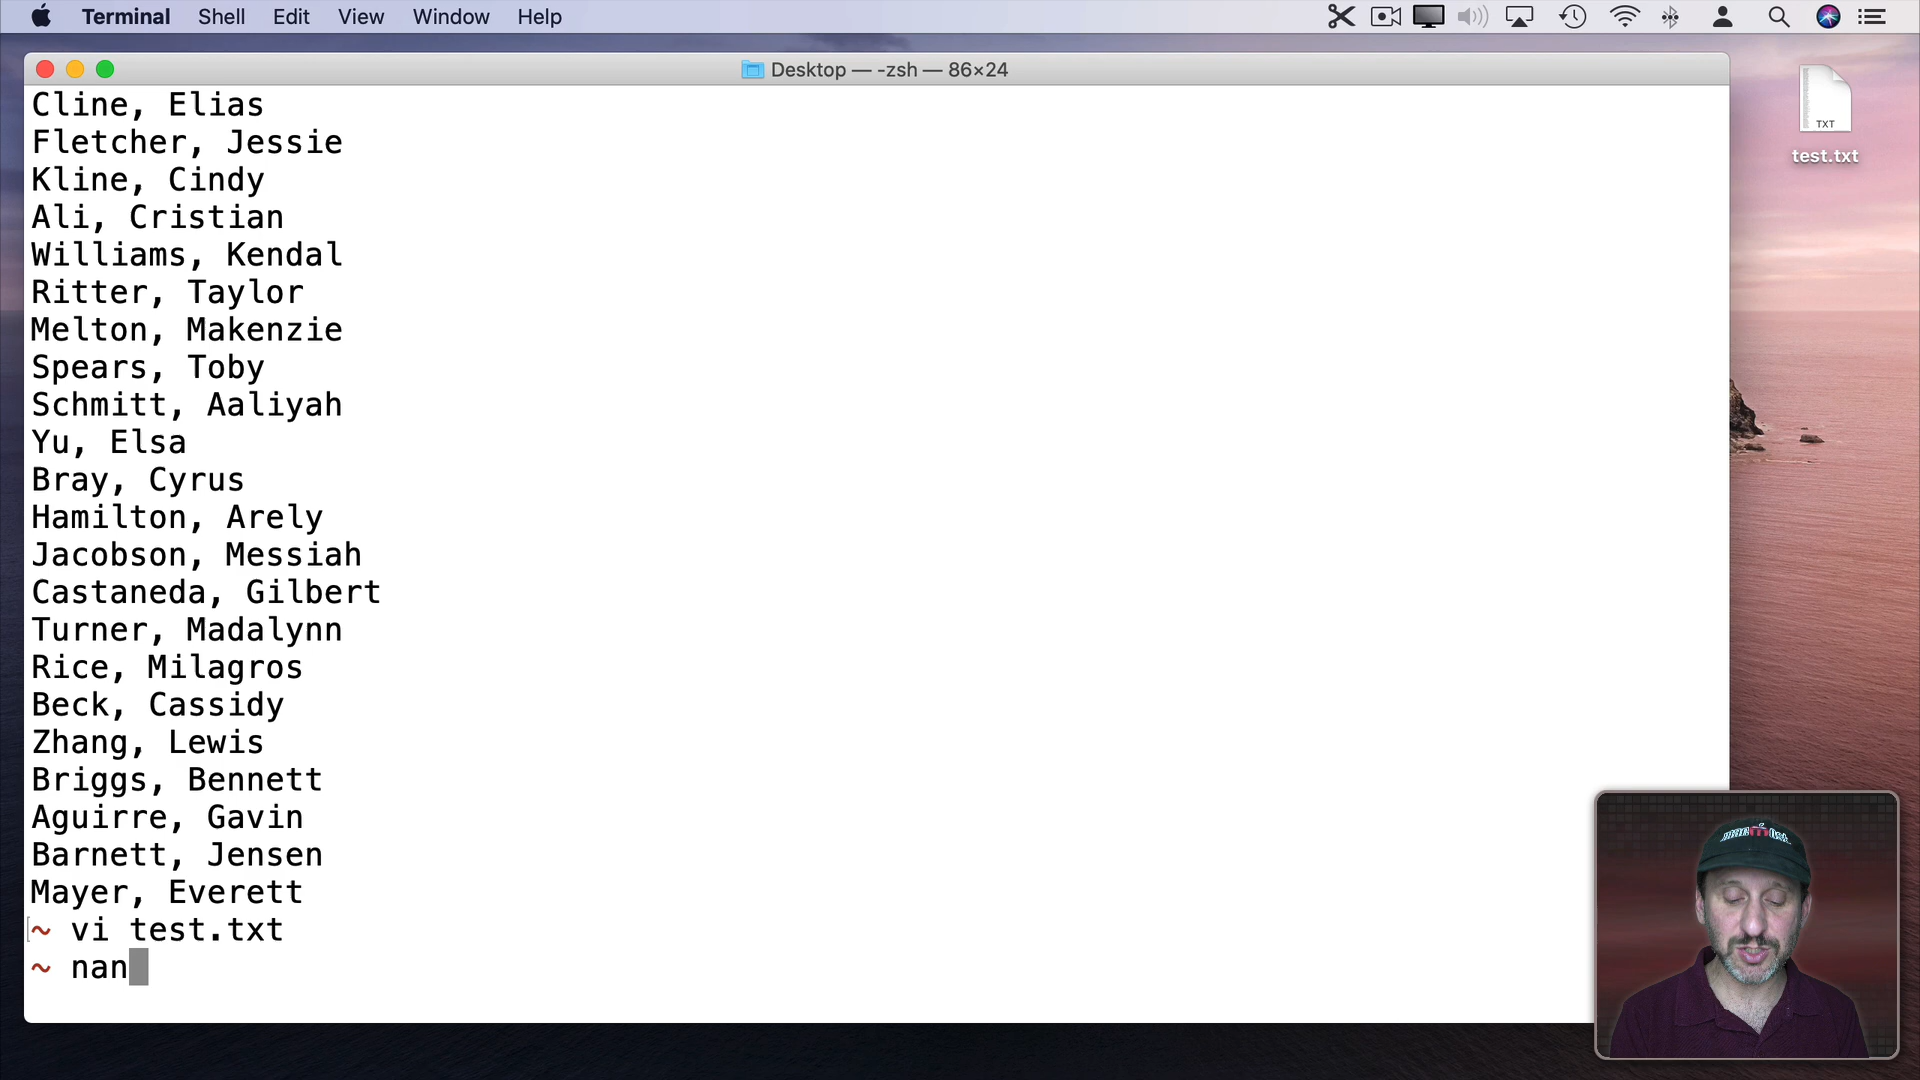 Terminal Shell Edit View Window Help
Desktop — -zsh — 86×24
Cline, Elias
Fletcher, Jessie
Kline, Cindy
Ali, Cristian
Williams, Kendal
Ritter, Taylor
Melton, Makenzie
Spears, Toby
Schmitt, Aaliyah
Yu, Elsa
Bray, Cyrus
Hamilton, Arely
Jacobson, Messiah
Castaneda, Gilbert
Turner, Madalynn
Rice, Milagros
Beck, Cassidy
Zhang, Lewis
Briggs, Bennett
Aguirre, Gavin
Barnett, Jensen
Mayer, Everett
~ vi test.txt
~ nan
TXT
test.txt